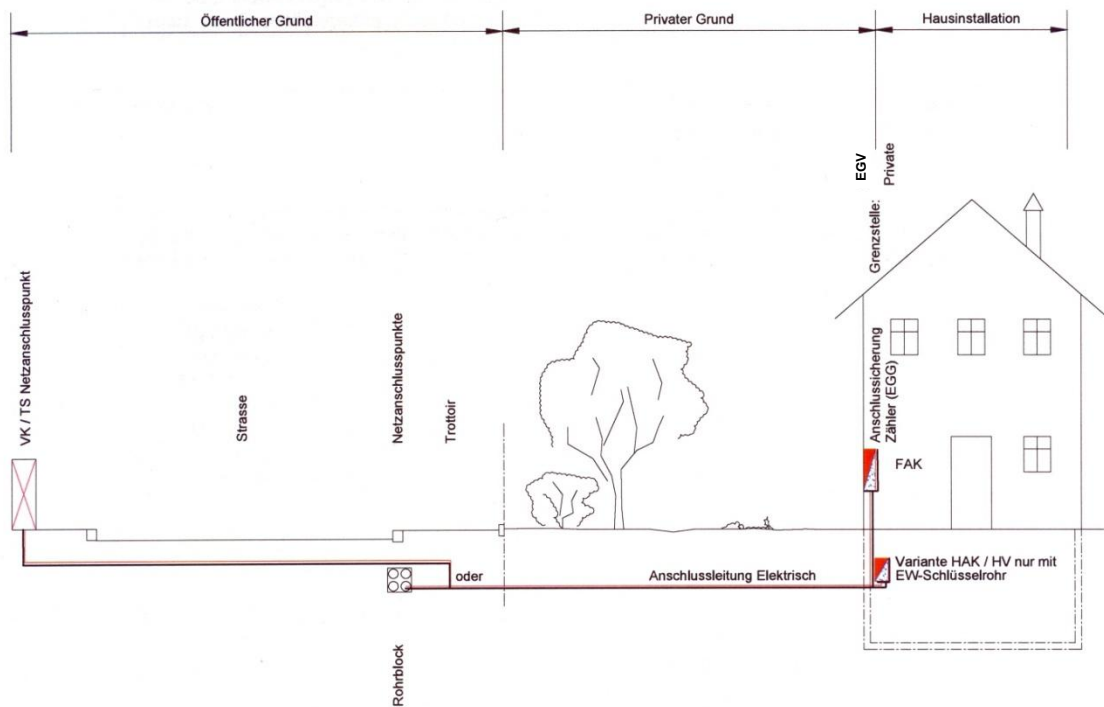 Öffentlicher Grund
Privater Grund
Hausinstallation
EGV
Private
Grenzstelle:
VK / TS Netzanschlusspunkt
Strasse
Netzanschlusspunkte
Trottoir
Anschlussicherung
Zähler (EGG)
FAK
oder
Anschlussleitung Elektrisch
Variante HAK / HV nur mit
EW-Schlüsselrohr
Rohrblock